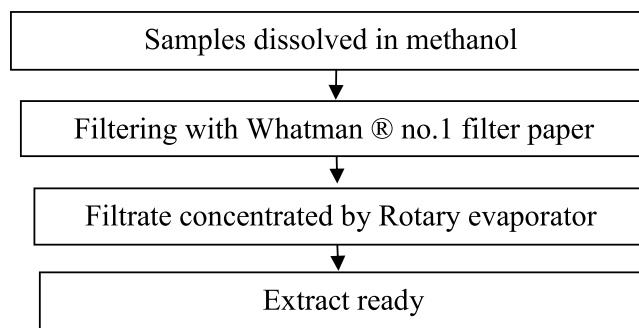 Samples dissolved in methanol
Filtering with Whatman ® no.1 filter paper
Filtrate concentrated by Rotary evaporator
Extract ready